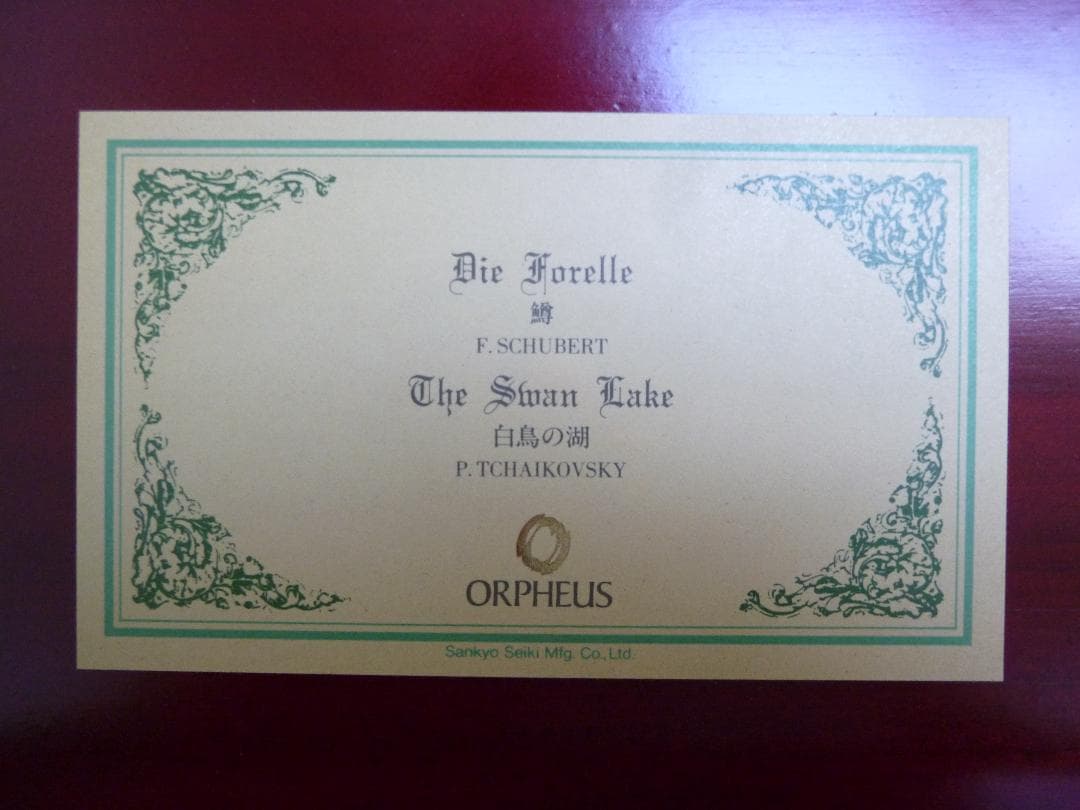 Die Forelle
鱒
F. SCHUBERT
The Swan Lake
白鳥の湖
P. TCHAIKOVSKY
ORPHEUS
Sankyo Seiki Mfg. Co., Ltd.